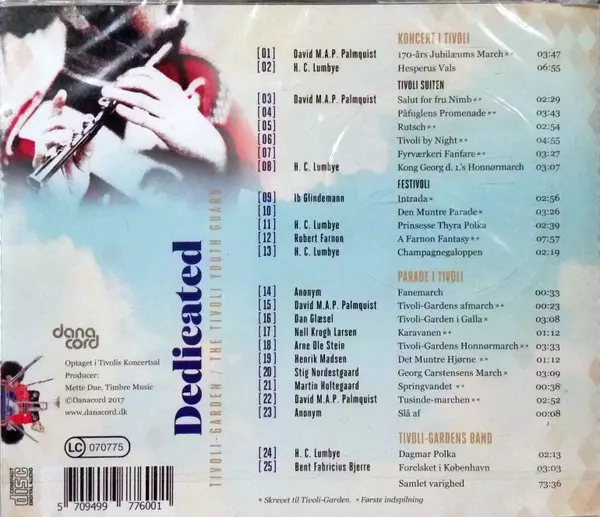 KONCERT I TIVOLI
[01] David M.A.P. Palmquist 170-års Jubilæums March** 03:47
[02] H. C. Lumbye Hesperus Vals 06:55
TIVOLI SUITEN
[03] David M.A.P. Palmquist Salut for fru Nimb** 02:29
[04] Påfuglens Promenade** 03:43
[05] Rutsch** 02:54
[06] Tivoli by Night** 02:55
[07] Fyrværkeri Fanfare** 03:27
[08] H. C. Lumbye Kong Georg d. 1.'s Honnørmarch 03:07
FESTIVOLI
[09] Ib Glindemann Intrada* 02:56
[10] Den Muntre Parade* 03:26
[11] H. C. Lumbye Prinsesse Thyra Polka 03:09
[12] Robert Farnon A Farnon Fantasy** 07:57
[13] H. C. Lumbye Champagnegaloppen 02:19
PARADE I TIVOLI
[14] Anonym Fanemarch 00:33
[15] David M.A.P. Palmquist Tivoli-Gardens afmarch** 00:23
[16] Dan Glæsel Tivoli-Garden i Galla* 03:08
[17] Nell Krogh Larsen Karavanen** 01:12
[18] Arne Ole Stein Tivoli-Gardens Honnørmarch** 03:33
[19] Henrik Madsen Det Muntre Hjørne** 01:12
[20] Stig Nordestgaard Georg Carstensens March* 03:09
[21] Martin Holtegaard Springvandet** 00:38
[22] David M.A.P. Palmquist Tusinde-marchen** 02:52
[23] Anonym Slå af 00:08
TIVOLI-GARDENS BAND
[24] H. C. Lumbye Dagmar Polka 02:13
[25] Bent Fabricius Bjerre Forelsket i København 03:03
Samlet varighed 73:36
* Skrevet til Tivoli-Garden. * Første indspilning
Dedicated
TIVOLI-GARDEN / THE TIVOLI YOUTH GUARD
dana
cord
Optaget i Tivolis Koncertsal
Producer:
Mette Due, Timbre Music
©Danacord 2017
www.danacord.dk
LC 070775
COMPACT
disc
DIGITAL AUDIO
5 709499 776001